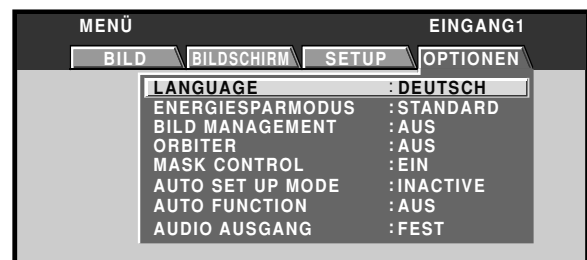 MENÜ EINGANG1
BILD BILDSCHIRM SETUP OPTIONEN
LANGUAGE :DEUTSCH
ENERGIESPARMODUS :STANDARD
BILD MANAGEMENT :AUS
ORBITER :AUS
MASK CONTROL :EIN
AUTO SET UP MODE :INACTIVE
AUTO FUNCTION :AUS
AUDIO AUSGANG :FEST